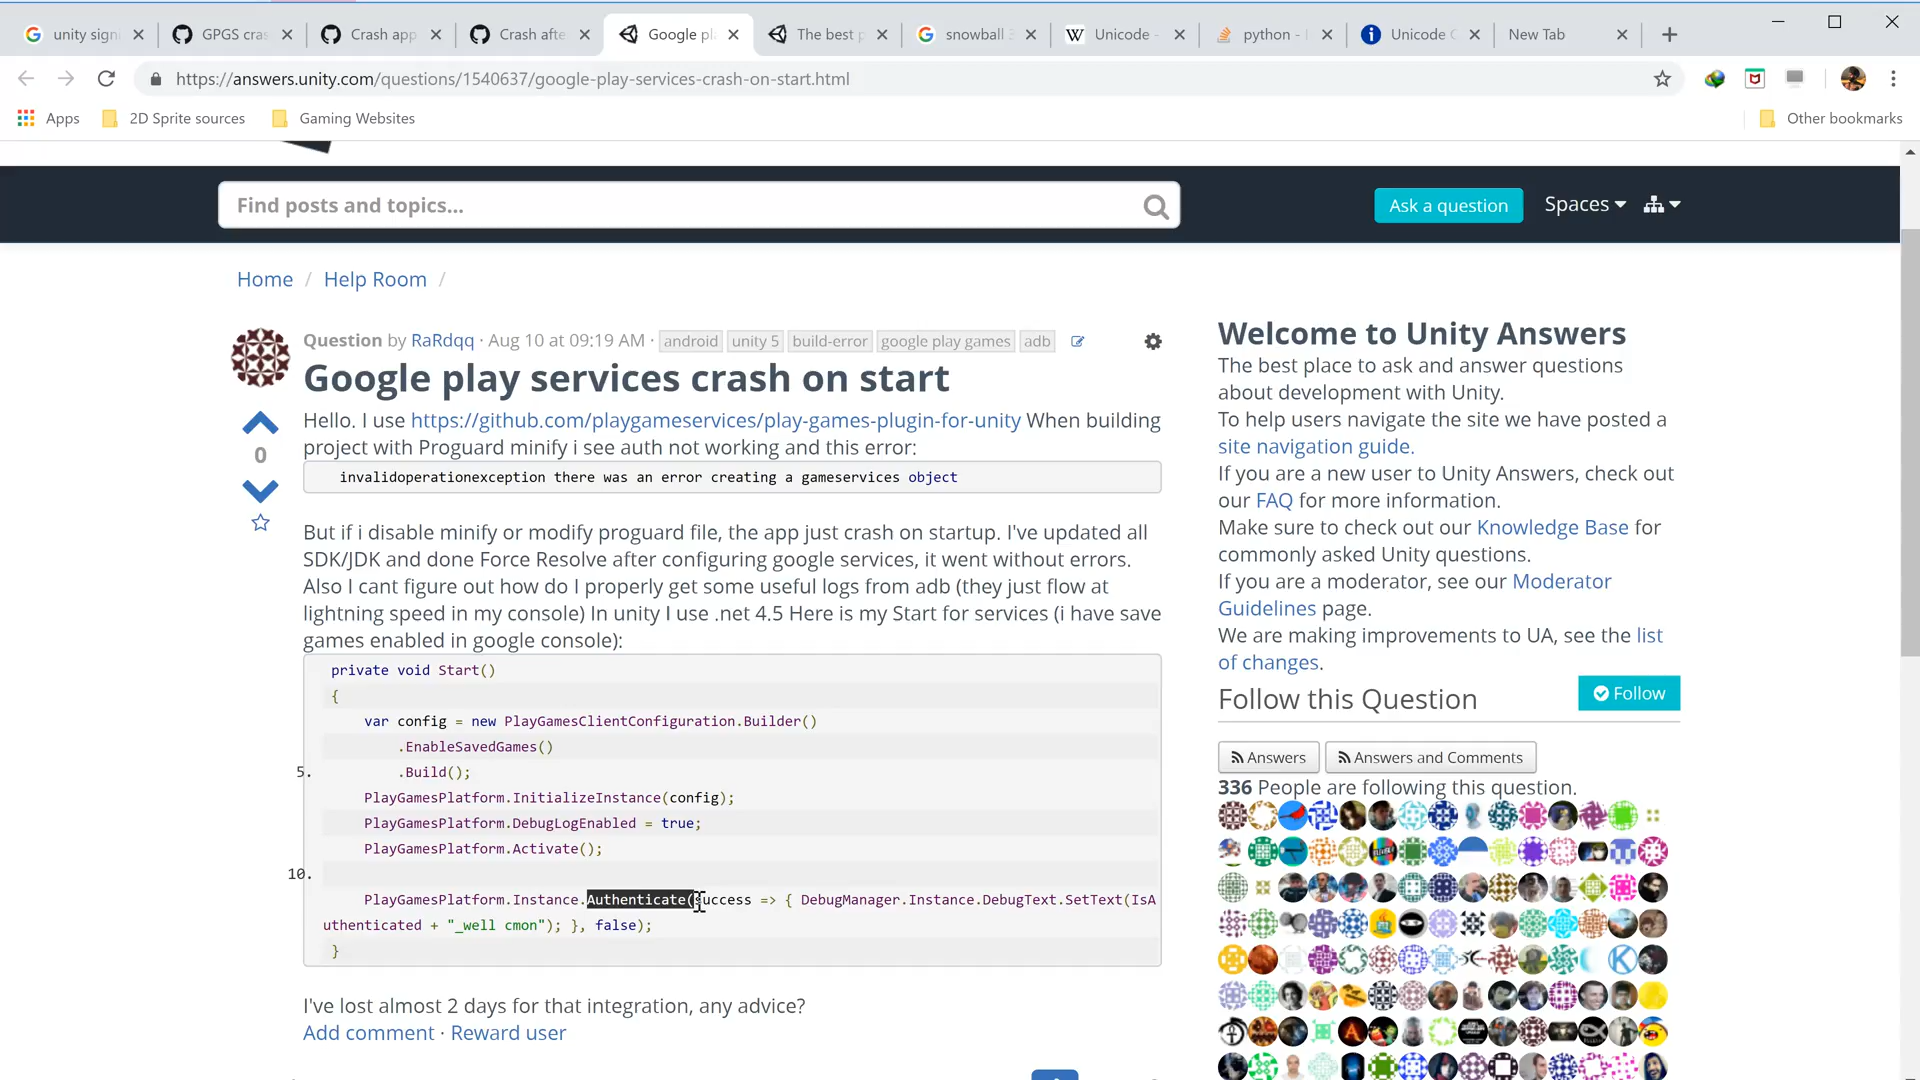 unity sign
GPGS cras
Crash app
Crash afte
Google pl
The best p
snowball 3
Unicode -
python -
Unicode C
New Tab
https://answers.unity.com/questions/1540637/google-play-services-crash-on-start.html
Apps
2D Sprite sources
Gaming Websites
Other bookmarks
Find posts and topics...
Ask a question
Spaces
Home / Help Room /
Question by RaRdqq · Aug 10 at 09:19 AM · android unity 5 build-error google play games adb
Google play services crash on start
Hello. I use https://github.com/playgameservices/play-games-plugin-for-unity When building
project with Proguard minify i see auth not working and this error:
0
invalidoperationexception there was an error creating a gameservices object
But if i disable minify or modify proguard file, the app just crash on startup. I've updated all
SDK/JDK and done Force Resolve after configuring google services, it went without errors.
Also I cant figure out how do I properly get some useful logs from adb (they just flow at
lightning speed in my console) In unity I use .net 4.5 Here is my Start for services (i have save
games enabled in google console):
private void Start()
{
var config = new PlayGamesClientConfiguration.Builder()
.EnableSavedGames()
5. .Build();
PlayGamesPlatform.InitializeInstance(config);
PlayGamesPlatform.DebugLogEnabled = true;
PlayGamesPlatform.Activate();
10.
PlayGamesPlatform.Instance.Authenticate(success => { DebugManager.Instance.DebugText.SetText(IsA
uthenticated + "_well cmon"); }, false);
}
I've lost almost 2 days for that integration, any advice?
Add comment · Reward user
Welcome to Unity Answers
The best place to ask and answer questions
about development with Unity.
To help users navigate the site we have posted a
site navigation guide.
If you are a new user to Unity Answers, check out
our FAQ for more information.
Make sure to check out our Knowledge Base for
commonly asked Unity questions.
If you are a moderator, see our Moderator
Guidelines page.
We are making improvements to UA, see the list
of changes.
Follow this Question
Follow
Answers
Answers and Comments
336 People are following this question.